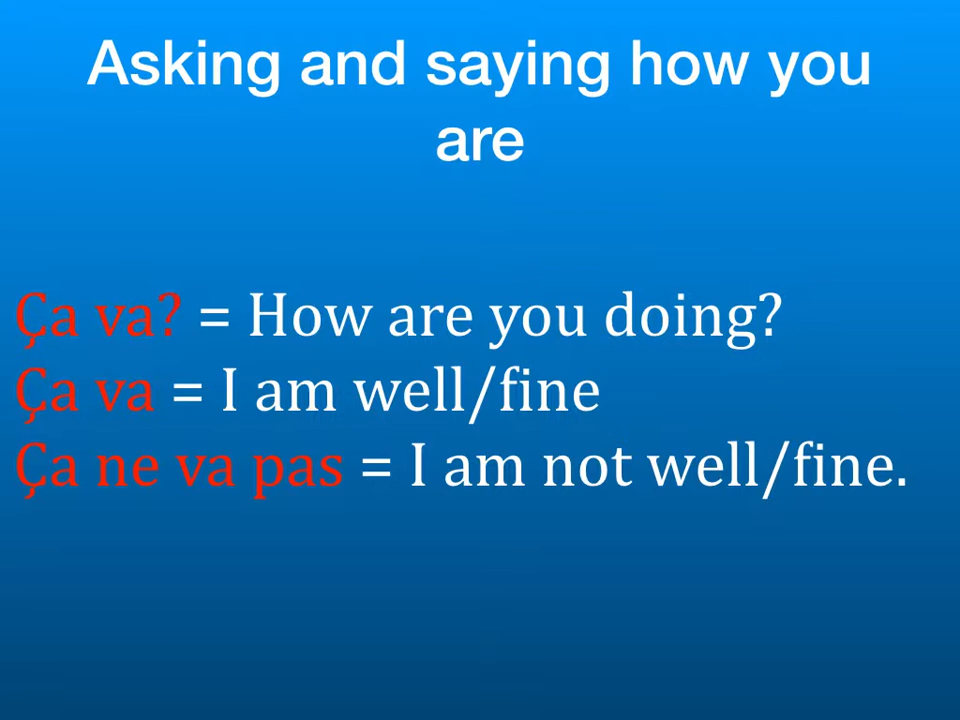 Asking and saying how you
are
Ça va? = How are you doing?
Ça va = I am well/fine
Ça ne va pas = I am not well/fine.